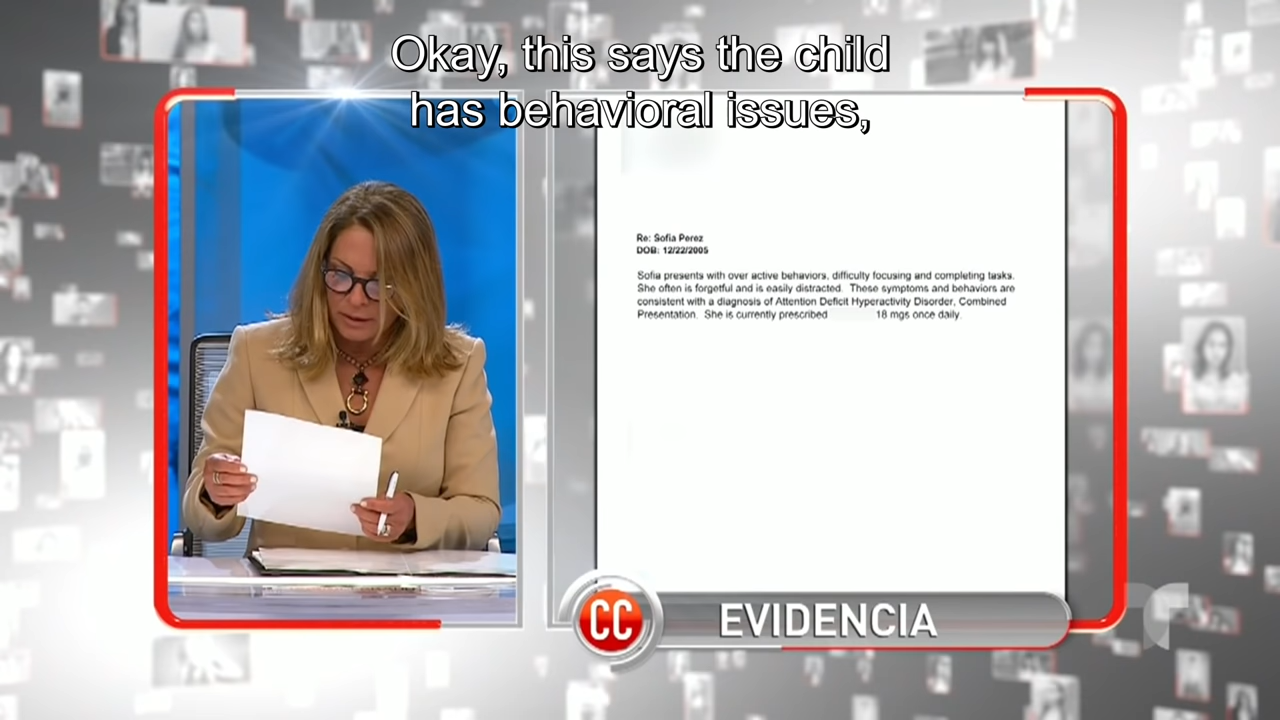 Okay, this says the child
has behavioral issues,
Re: Sofia Perez
DOB: 12/22/2005
Sofia presents with over active behaviors, difficulty focusing and completing tasks.
She often is forgetful and is easily distracted. These symptoms and behaviors are
consistent with a diagnosis of Attention Deficit Hyperactivity Disorder, Combined
Presentation. She is currently prescribed 18 mgs once daily.
CC EVIDENCIA